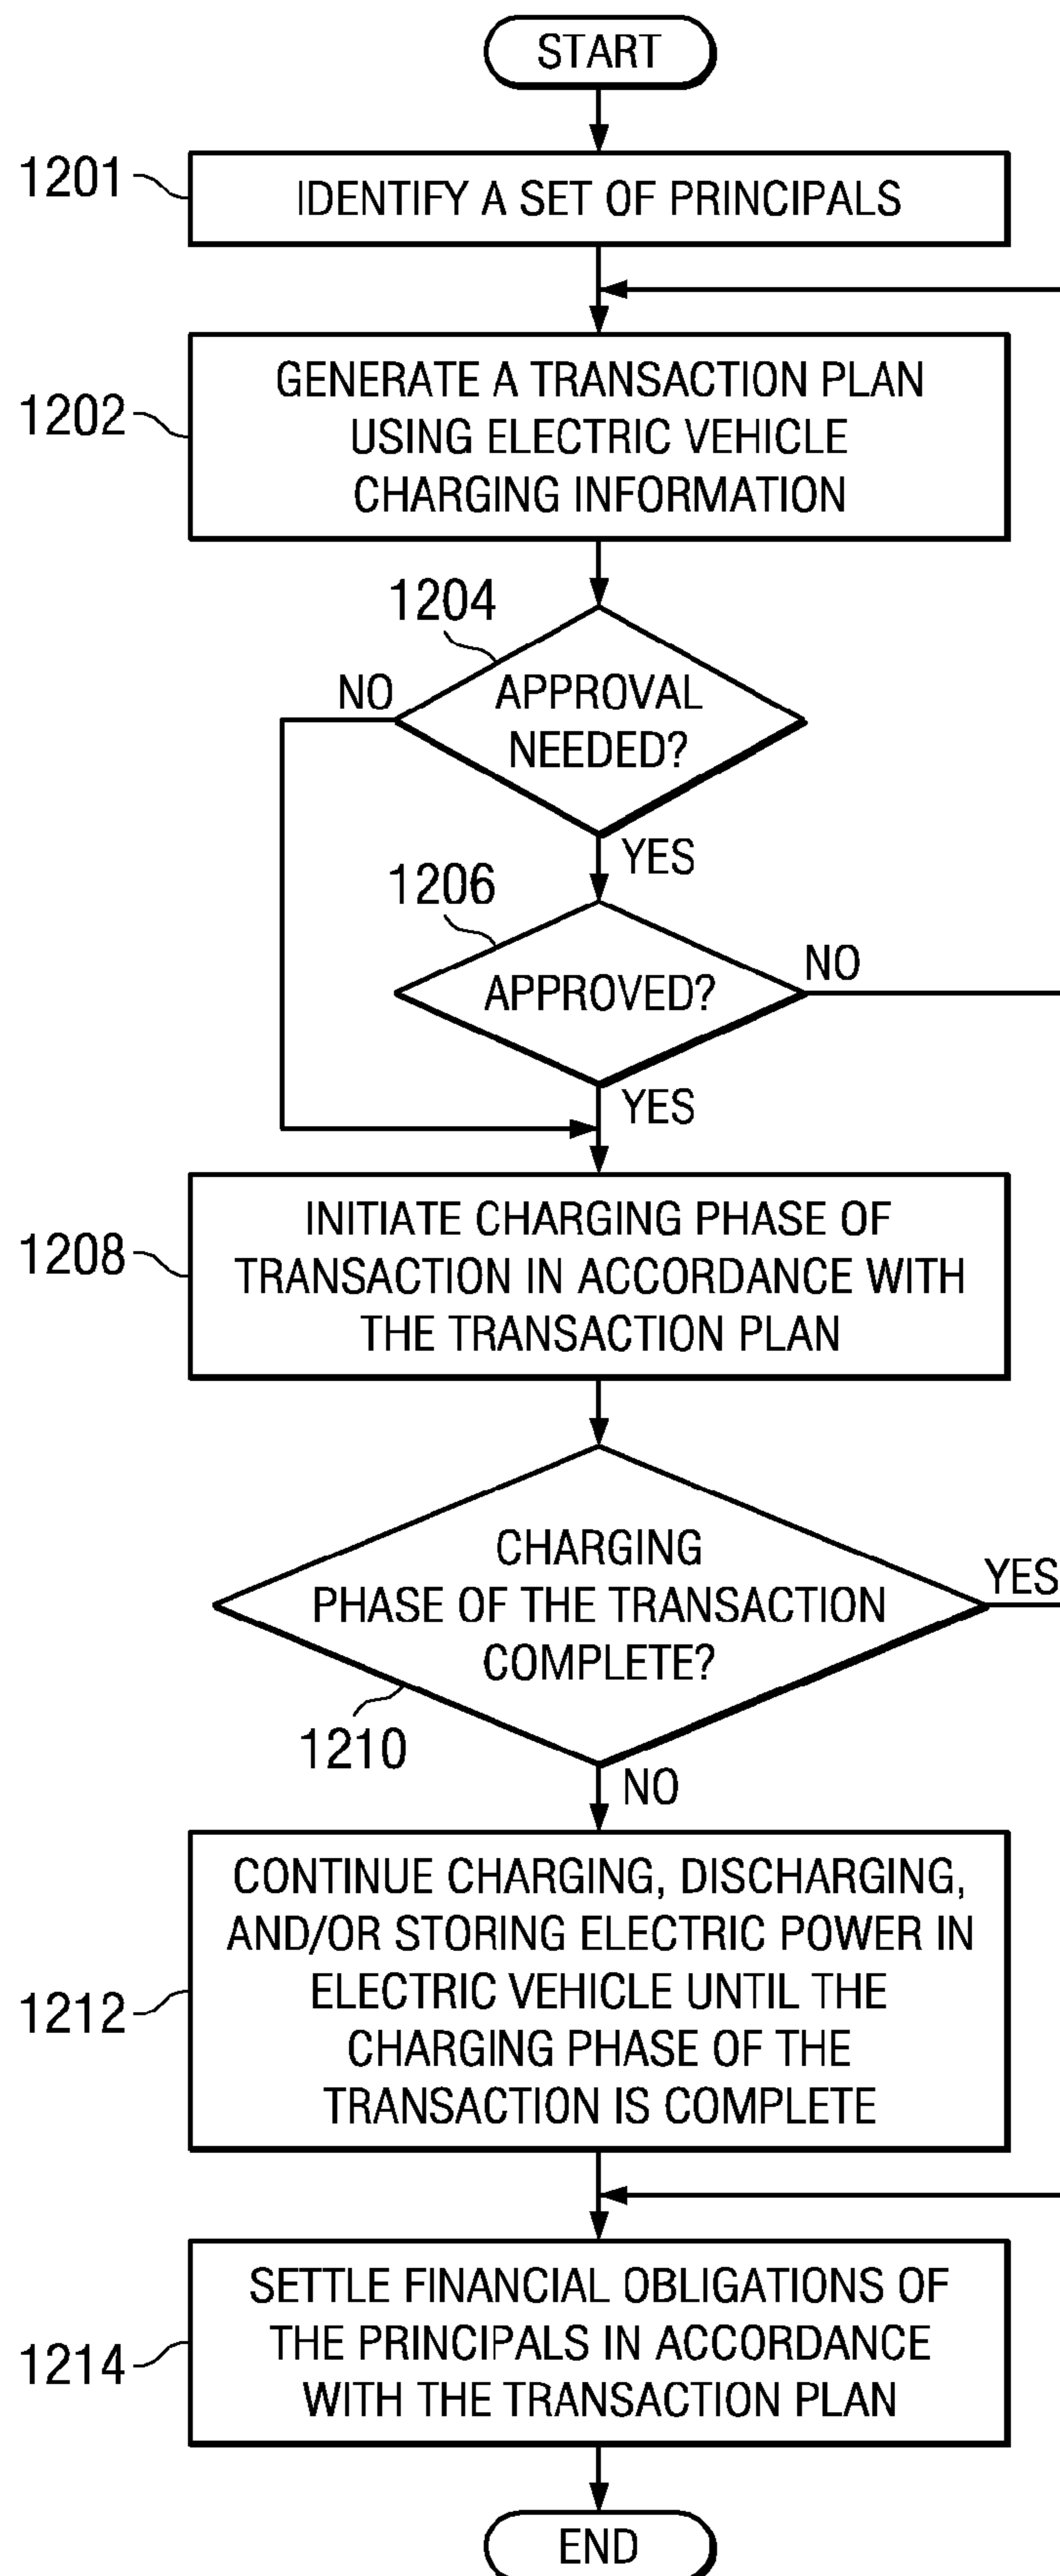 START
1201
IDENTIFY A SET OF PRINCIPALS
1202
GENERATE A TRANSACTION PLAN
USING ELECTRIC VEHICLE
CHARGING INFORMATION
1204
NO
APPROVAL
NEEDED?
YES
1206
NO
APPROVED?
YES
1208
INITIATE CHARGING PHASE OF
TRANSACTION IN ACCORDANCE WITH
THE TRANSACTION PLAN
CHARGING
PHASE OF THE TRANSACTION
COMPLETE?
YES
1210
NO
1212
CONTINUE CHARGING, DISCHARGING,
AND/OR STORING ELECTRIC POWER IN
ELECTRIC VEHICLE UNTIL THE
CHARGING PHASE OF THE
TRANSACTION IS COMPLETE
1214
SETTLE FINANCIAL OBLIGATIONS OF
THE PRINCIPALS IN ACCORDANCE
WITH THE TRANSACTION PLAN
END